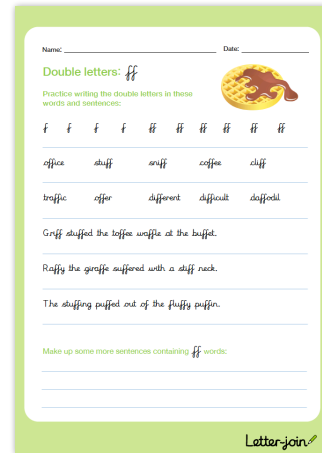 Name: Date:
Double letters: ff
Practice writing the double letters in these
words and sentences:
f f f f ff ff ff ff ff ff
office stuff sniff coffee cliff
traffic offer different difficult daffodil
Griff stuffed the toffee waffle at the buffet.
Raffy the giraffe suffered with a stiff neck.
The stuffing puffed out of the fluffy puffin.
Make up some more sentences containing ff words:
Letter-join